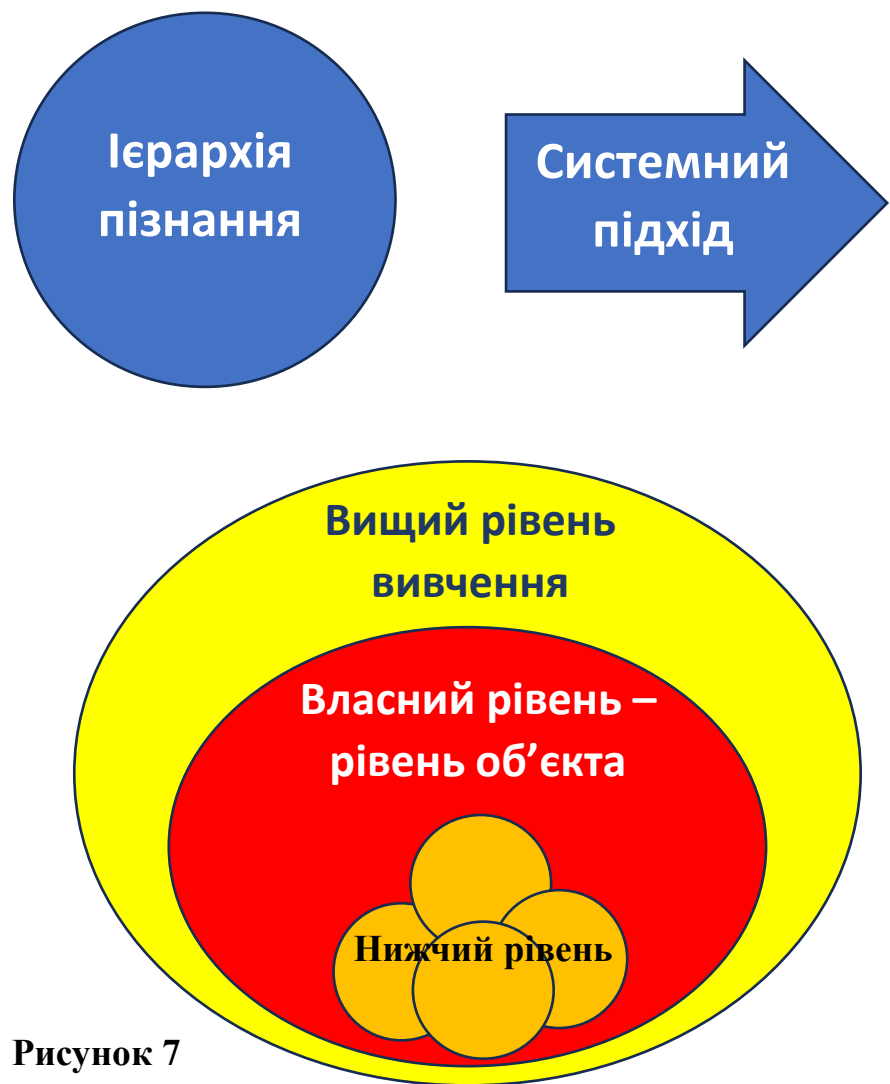 Ієрархія
пізнання
Системний
підхід
Вищий рівень
вивчення
Власний рівень –
рівень об’єкта
Нижчий рівень
Рисунок 7